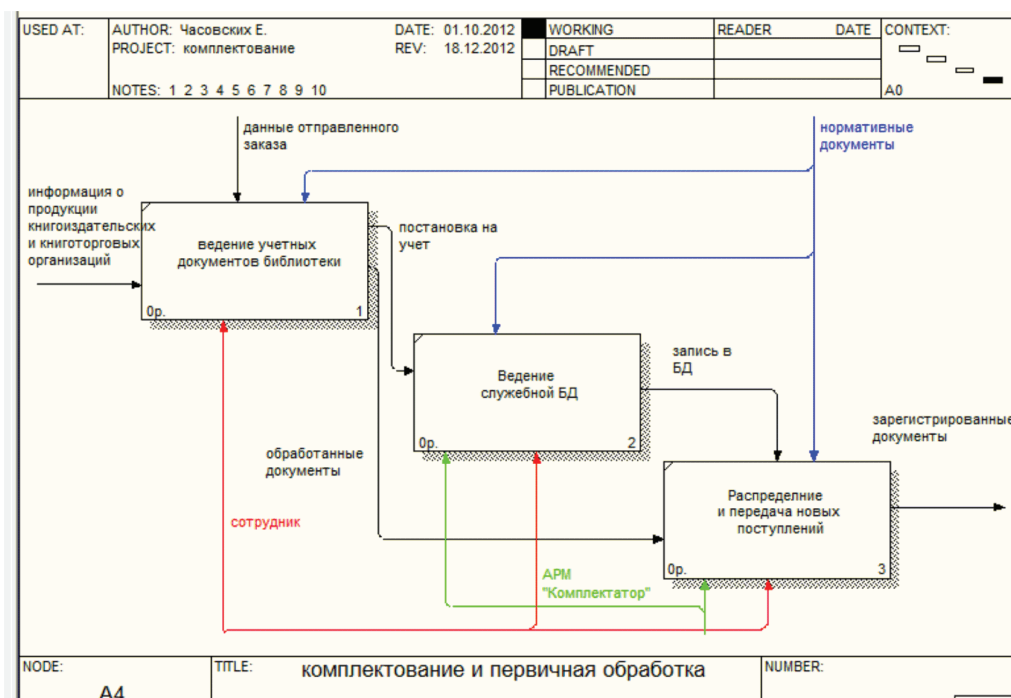 USED AT:
AUTHOR: Часовских Е.
DATE: 01.10.2012
PROJECT: комплектование
REV: 18.12.2012
NOTES: 1 2 3 4 5 6 7 8 9 10
WORKING
DRAFT
RECOMMENDED
PUBLICATION
READER
DATE
CONTEXT:
A0
данные отправленного
заказа
нормативные
документы
информация о
продукции
книгоиздательских
и книготорговых
организаций
ведение учетных
документов библиотеки
0р.
1
постановка на
учет
Ведение
служебной БД
0р.
2
запись в
БД
зарегистрированные
документы
обработанные
документы
Распределние
и передача новых
поступлений
0р.
3
сотрудник
АРМ
"Комплектатор"
NODE:
A4
TITLE:
комплектование и первичная обработка
NUMBER: